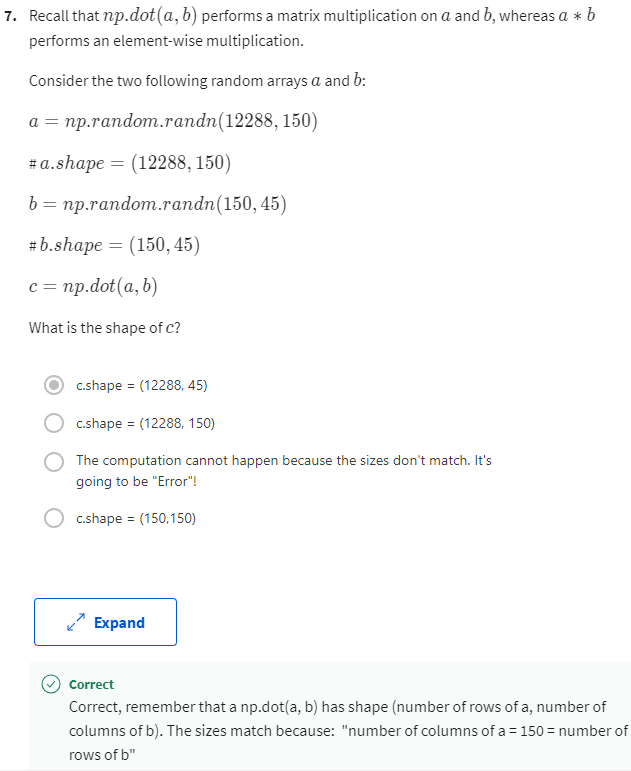 7. Recall that np.dot(a, b) performs a matrix multiplication on a and b, whereas a * b
performs an element-wise multiplication.
Consider the two following random arrays a and b:
a = np.random.randn(12288, 150)
# a.shape = (12288, 150)
b = np.random.randn(150, 45)
# b.shape = (150, 45)
c = np.dot(a, b)
What is the shape of c?
c.shape = (12288, 45)
c.shape = (12288, 150)
The computation cannot happen because the sizes don't match. It's
going to be "Error"!
c.shape = (150,150)
Expand
Correct
Correct, remember that a np.dot(a, b) has shape (number of rows of a, number of
columns of b). The sizes match because: "number of columns of a = 150 = number of
rows of b"